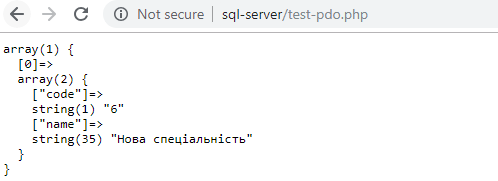 Not secure | sql-server/test-pdo.php
array(1) {
  [0]=>
  array(2) {
    ["code"]=>
    string(1) "6"
    ["name"]=>
    string(35) "Нова спеціальність"
  }
}